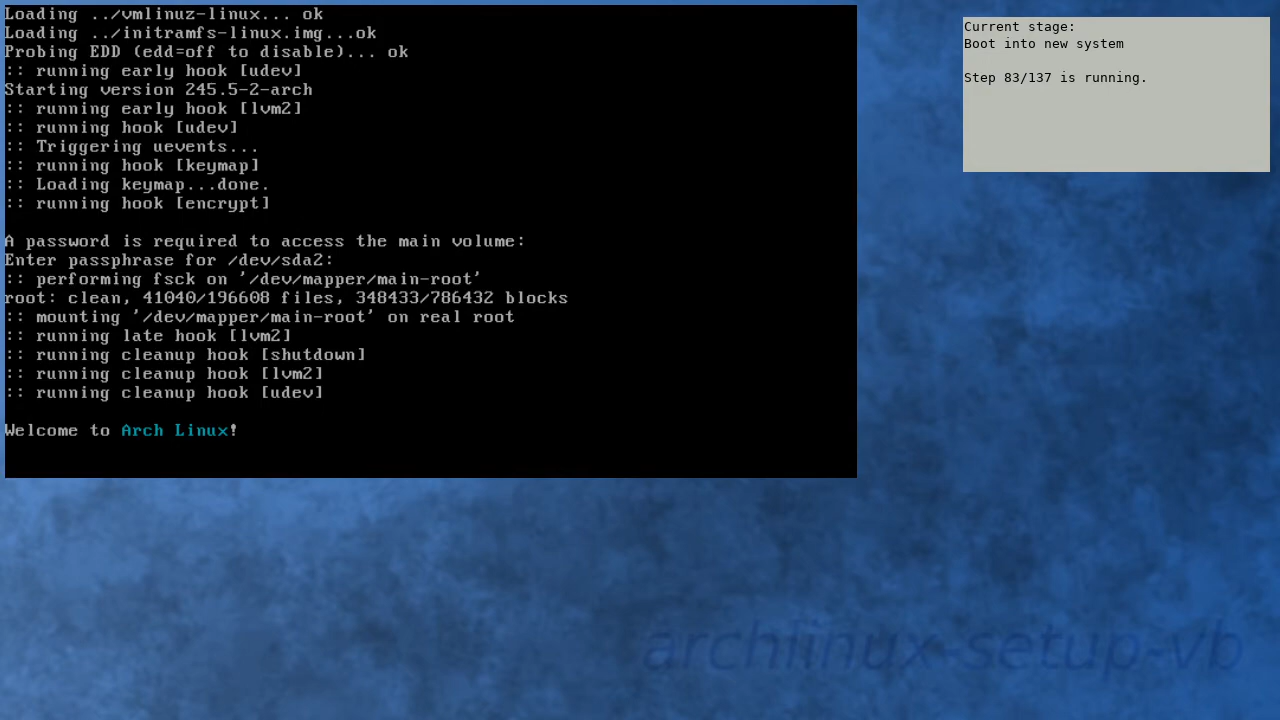 Loading ../vmlinuz-linux... ok
Loading ../initramfs-linux.img...ok
Probing EDD (edd=off to disable)... ok
:: running early hook [udev]
Starting version 245.5-2-arch
:: running early hook [lvm2]
:: running hook [udev]
:: Triggering uevents...
:: running hook [keymap]
:: Loading keymap...done.
:: running hook [encrypt]
A password is required to access the main volume:
Enter passphrase for /dev/sda2:
:: performing fsck on '/dev/mapper/main-root'
root: clean, 41040/196608 files, 348433/786432 blocks
:: mounting '/dev/mapper/main-root' on real root
:: running late hook [lvm2]
:: running cleanup hook [shutdown]
:: running cleanup hook [lvm2]
:: running cleanup hook [udev]
Welcome to Arch Linux!
Current stage:
Boot into new system
Step 83/137 is running.
archlinux-setup-vb